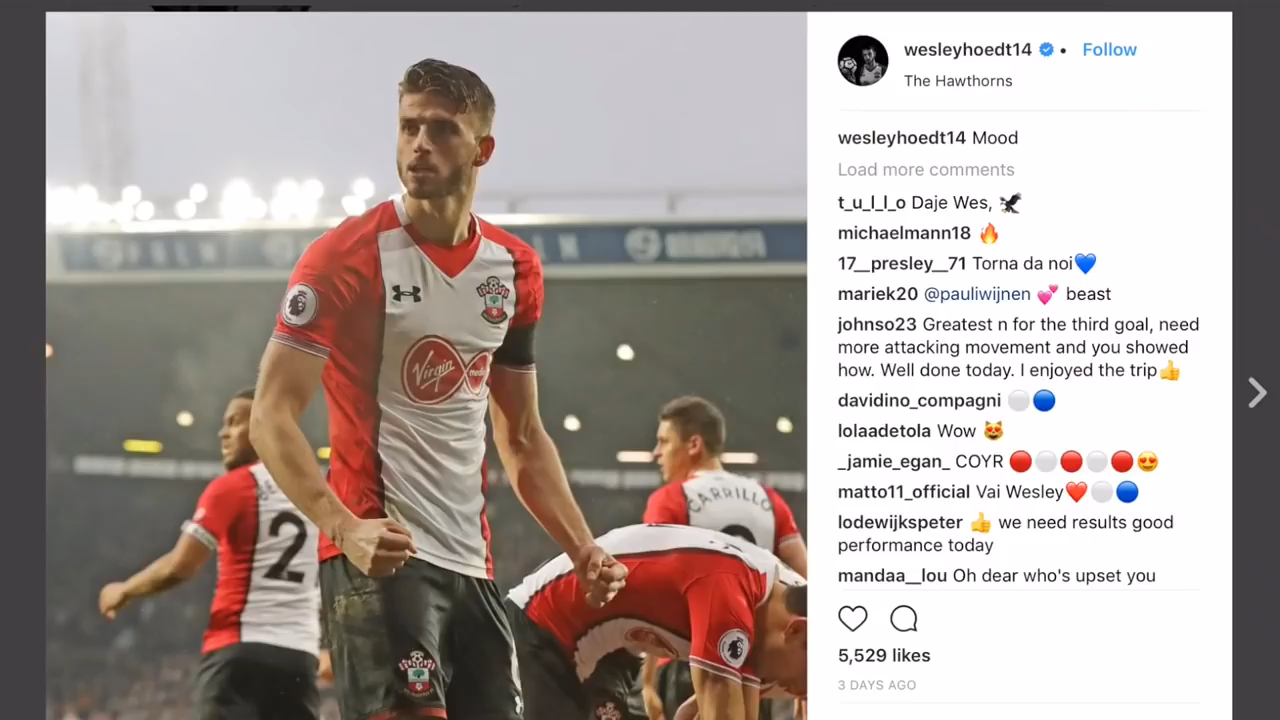 wesleyhoedt14 • Follow
The Hawthorns
wesleyhoedt14 Mood
Load more comments
t_u_l_l_o Daje Wes, 🦅
michaelmann18 🔥
17__presley__71 Torna da noi💙
mariek20 @pauliwijnen 💕 beast
johnso23 Greatest n for the third goal, need
more attacking movement and you showed
how. Well done today. I enjoyed the trip👍
davidino_compagni ⚪🔵
lolaadetola Wow 😻
_jamie_egan_ COYR 🔴⚪🔴⚪🔴😍
matto11_official Vai Wesley❤️⚪🔵
lodewijkspeter 👍 we need results good
performance today
mandaa__lou Oh dear who's upset you
5,529 likes
3 DAYS AGO
Virgin media
2
CARRILLO